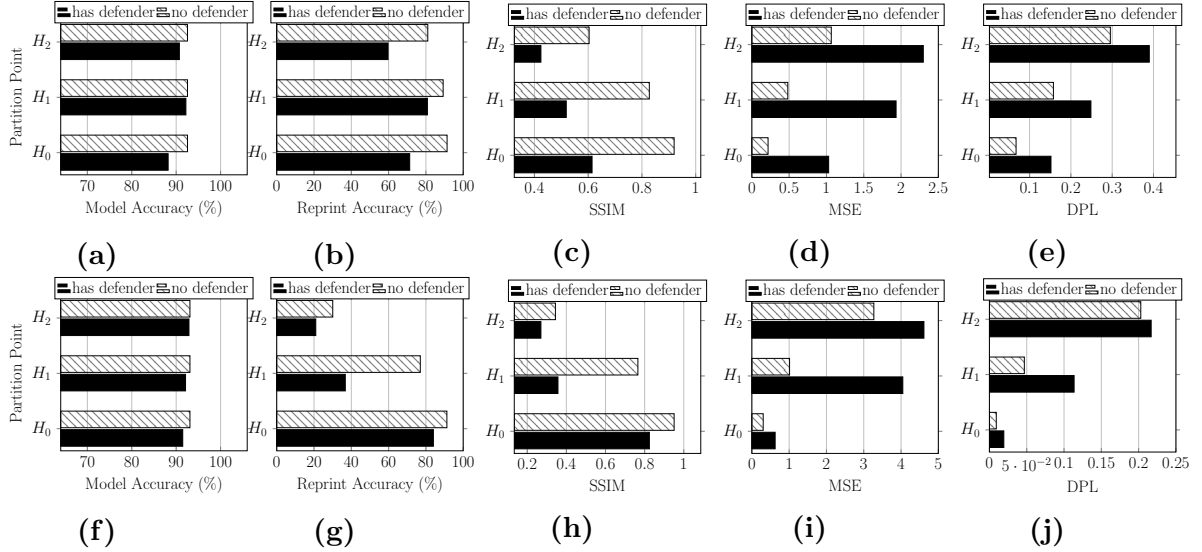 has defender no defender
Partition Point
H2
H1
H0
70 80 90 100
Model Accuracy (%)
(a)
has defender no defender
H2
H1
H0
0 20 40 60 80 100
Reprint Accuracy (%)
(b)
has defender no defender
H2
H1
H0
0.4 0.6 0.8 1
SSIM
(c)
has defender no defender
H2
H1
H0
0 0.5 1 1.5 2 2.5
MSE
(d)
has defender no defender
H2
H1
H0
0.1 0.2 0.3 0.4
DPL
(e)
has defender no defender
Partition Point
H2
H1
H0
70 80 90 100
Model Accuracy (%)
(f)
has defender no defender
H2
H1
H0
0 20 40 60 80 100
Reprint Accuracy (%)
(g)
has defender no defender
H2
H1
H0
0.2 0.4 0.6 0.8 1
SSIM
(h)
has defender no defender
H2
H1
H0
0 1 2 3 4 5
MSE
(i)
has defender no defender
H2
H1
H0
0 5 · 10−2 0.1 0.15 0.2 0.25
DPL
(j)